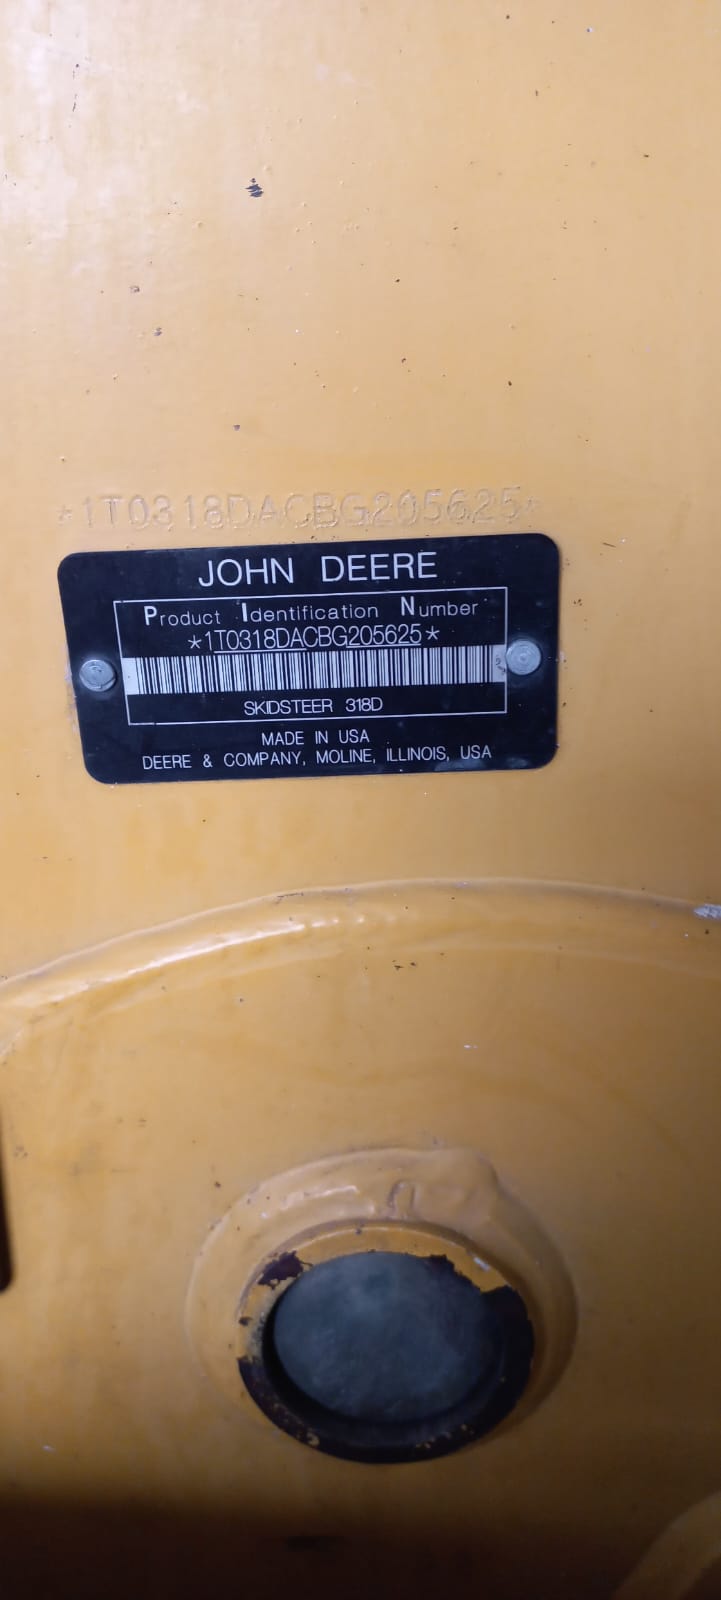 *1T0318DACBG205625*
JOHN DEERE
Product Identification Number
*1T0318DACBG205625*
SKIDSTEER 318D
MADE IN USA
DEERE & COMPANY, MOLINE, ILLINOIS, USA